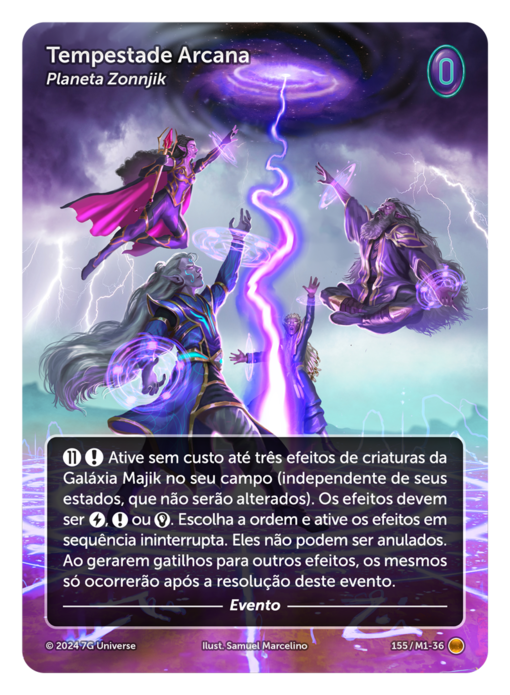 Tempestade Arcana
Planeta Zonnjik
0
11 ! Ative sem custo até três efeitos de criaturas da
Galáxia Majik no seu campo (independente de seus
estados, que não serão alterados). Os efeitos devem
ser , ! ou . Escolha a ordem e ative os efeitos em
sequência ininterrupta. Eles não podem ser anulados.
Ao gerarem gatilhos para outros efeitos, os mesmos
só ocorrerão após a resolução deste evento.
Evento
© 2024 7G Universe
Ilust. Samuel Marcelino
155 / M1-36